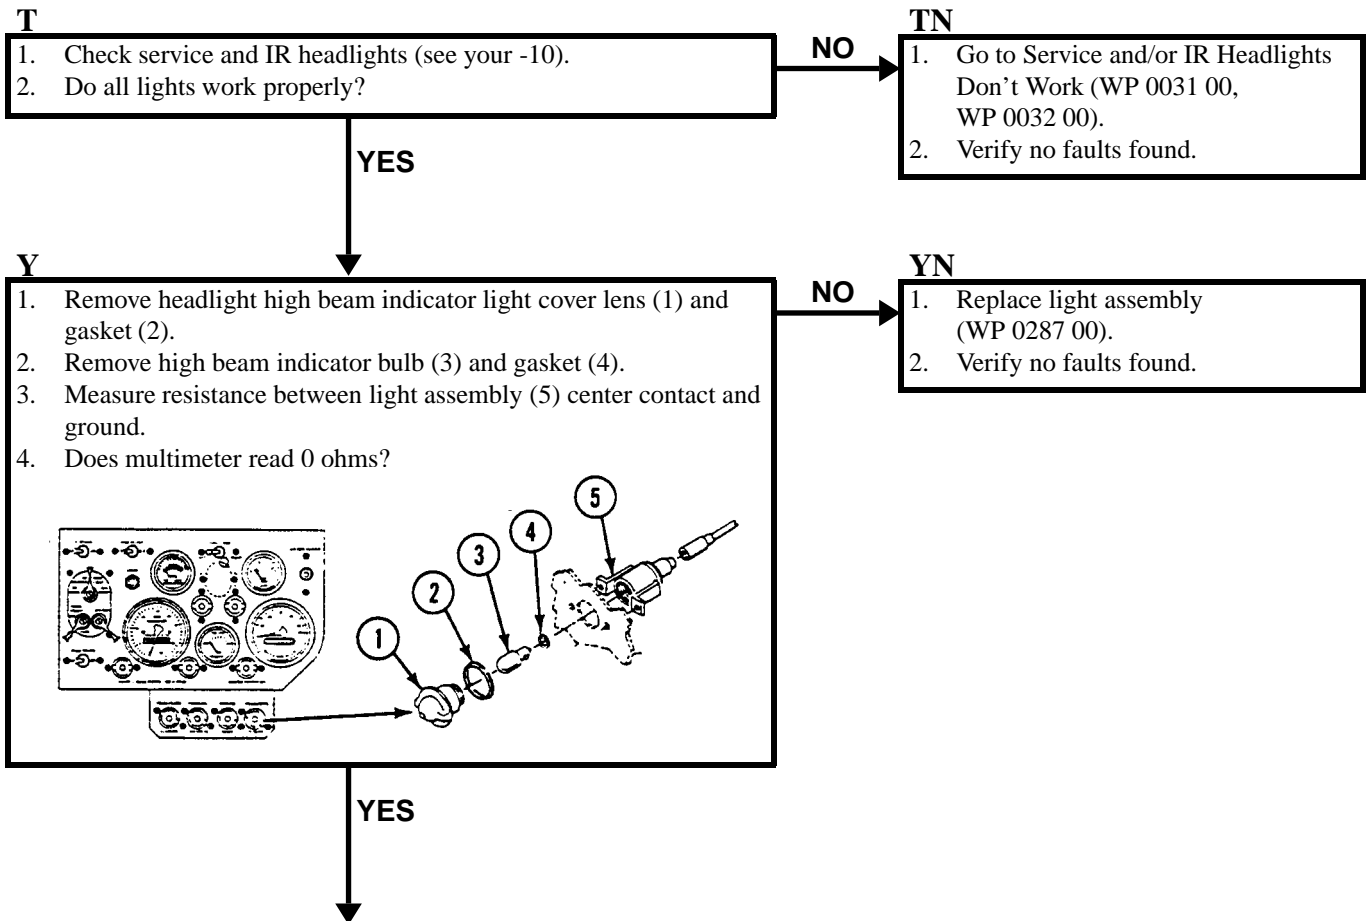 T
1. Check service and IR headlights (see your -10).
2. Do all lights work properly?
NO
TN
1. Go to Service and/or IR Headlights
Don't Work (WP 0031 00,
WP 0032 00).
2. Verify no faults found.
YES
Y
1. Remove headlight high beam indicator light cover lens (1) and
gasket (2).
2. Remove high beam indicator bulb (3) and gasket (4).
3. Measure resistance between light assembly (5) center contact and
ground.
4. Does multimeter read 0 ohms?
NO
YN
1. Replace light assembly
(WP 0287 00).
2. Verify no faults found.
5
4
3
2
1
YES